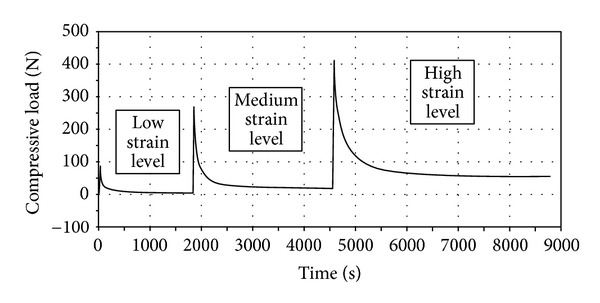 500
400
300
200
100
0
−100
Compressive load (N)
Low
strain
level
Medium
strain
level
High
strain
level
0 1000 2000 3000 4000 5000 6000 7000 8000 9000
Time (s)